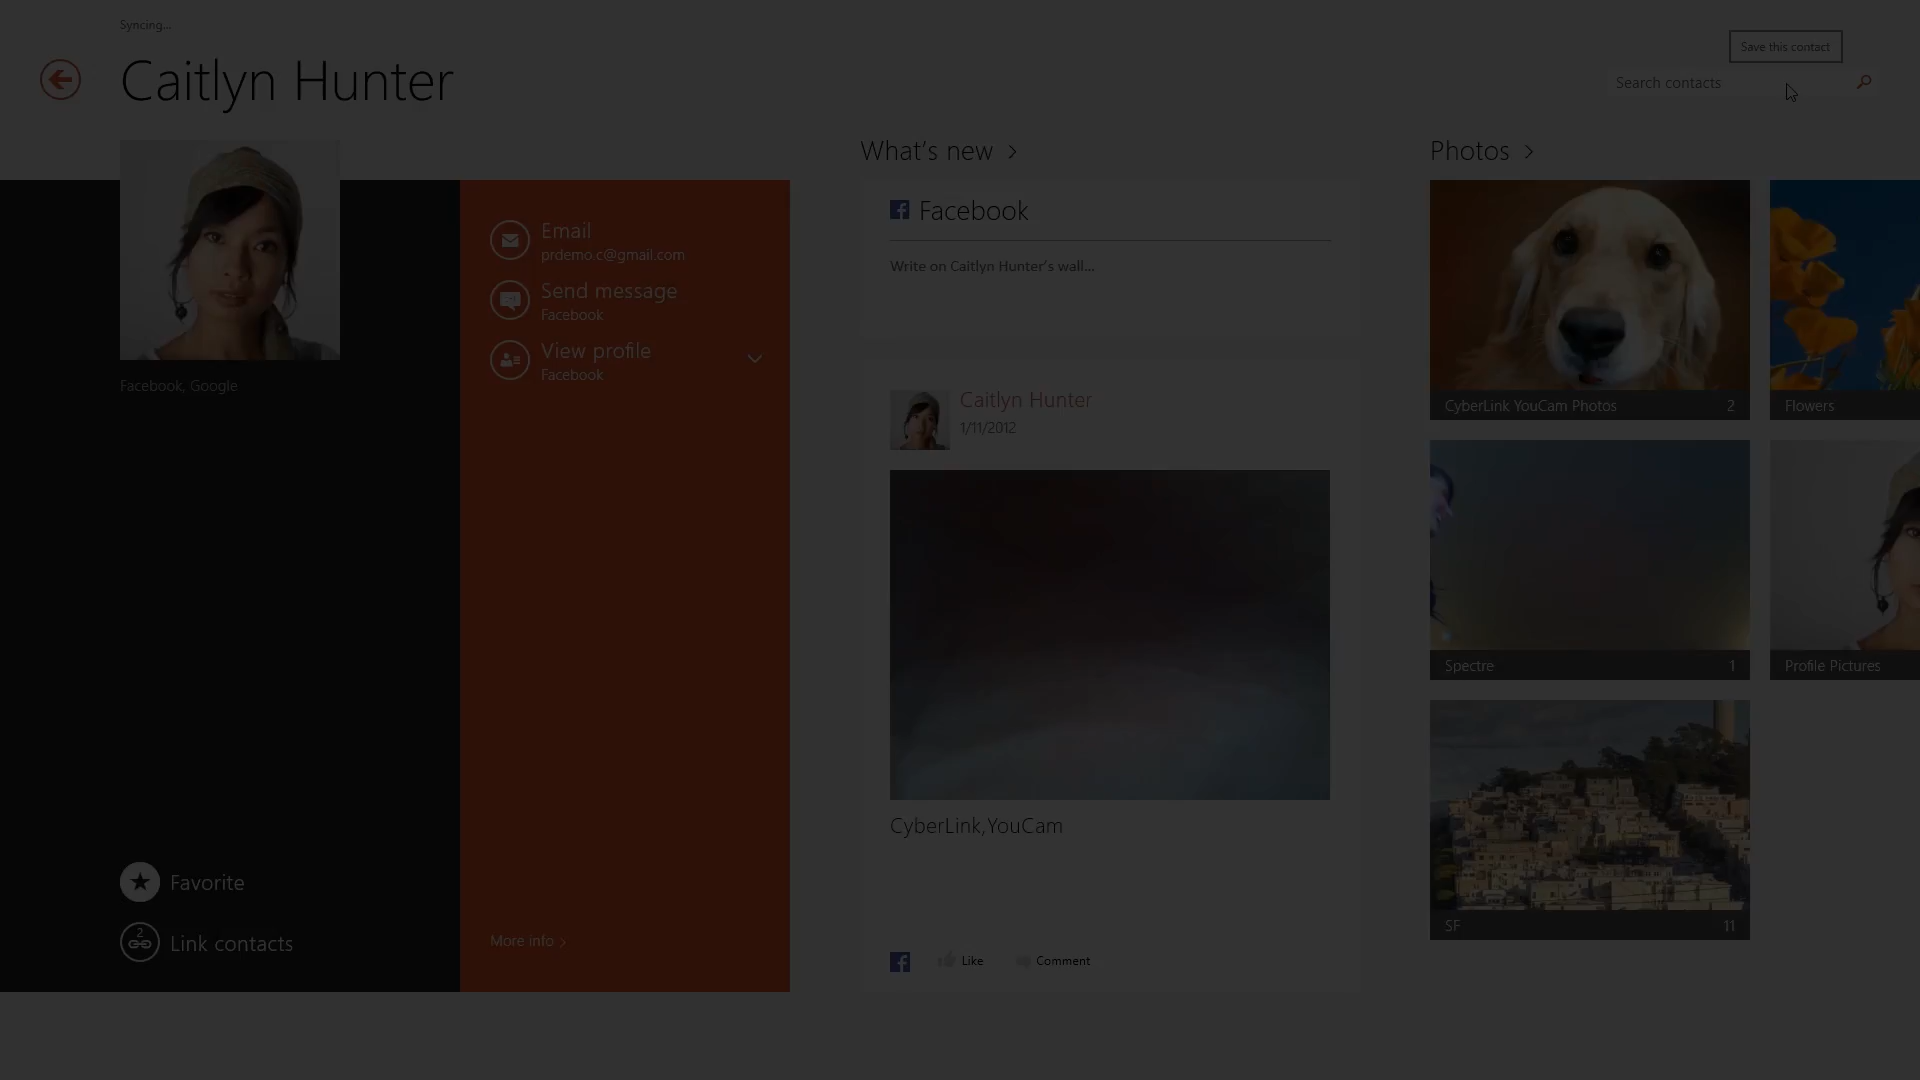 Syncing...
Caitlyn Hunter
Save this contact
Search contacts
Facebook, Google
Favorite
2
Link contacts
Email
prdemo.c@gmail.com
Send message
Facebook
View profile
Facebook
More info
What's new
Facebook
Write on Caitlyn Hunter's wall...
Caitlyn Hunter
1/11/2012
CyberLink,YouCam
Like
Comment
Photos
CyberLink YouCam Photos 2
Flowers
Spectre 1
Profile Pictures
SF 11